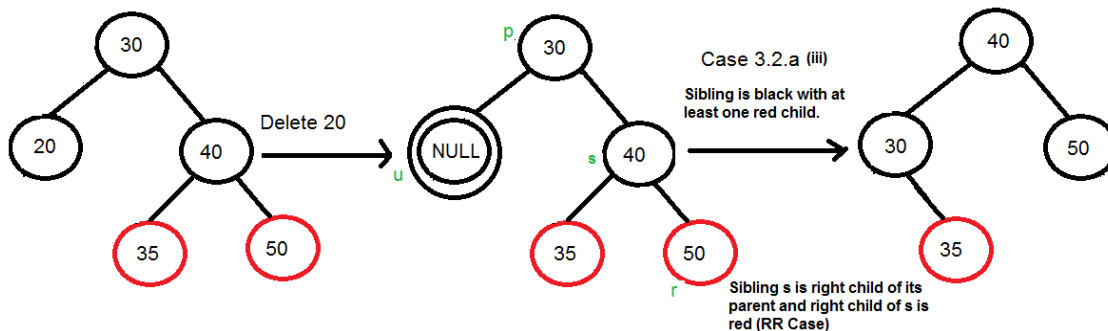 30
20
40
35
50
Delete 20
p.
30
NULL
u
s
40
35
50
r
Case 3.2.a (iii)
Sibling is black with at
least one red child.
Sibling s is right child of its
parent and right child of s is
red (RR Case)
40
30
50
35